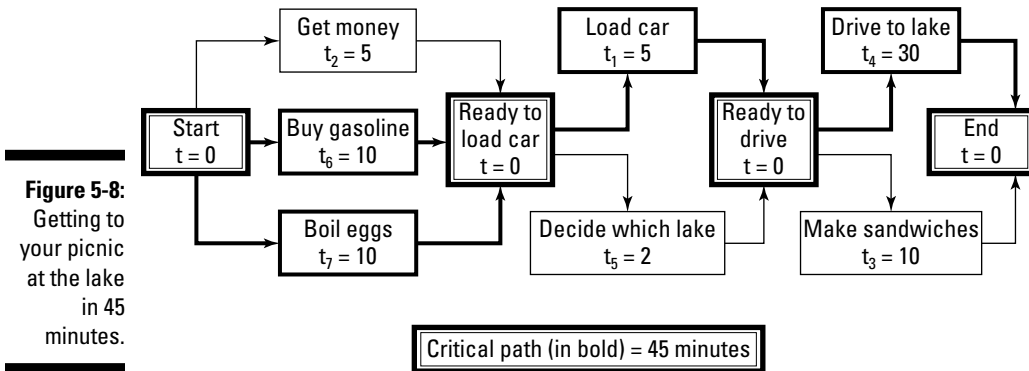 Get money
t2 = 5
Load car
t1 = 5
Drive to lake
t4 = 30
Start
t = 0
Buy gasoline
t6 = 10
Ready to
load car
t = 0
Ready to
drive
t = 0
End
t = 0
Boil eggs
t7 = 10
Decide which lake
t5 = 2
Make sandwiches
t3 = 10
Figure 5-8:
Getting to
your picnic
at the lake
in 45
minutes.
Critical path (in bold) = 45 minutes